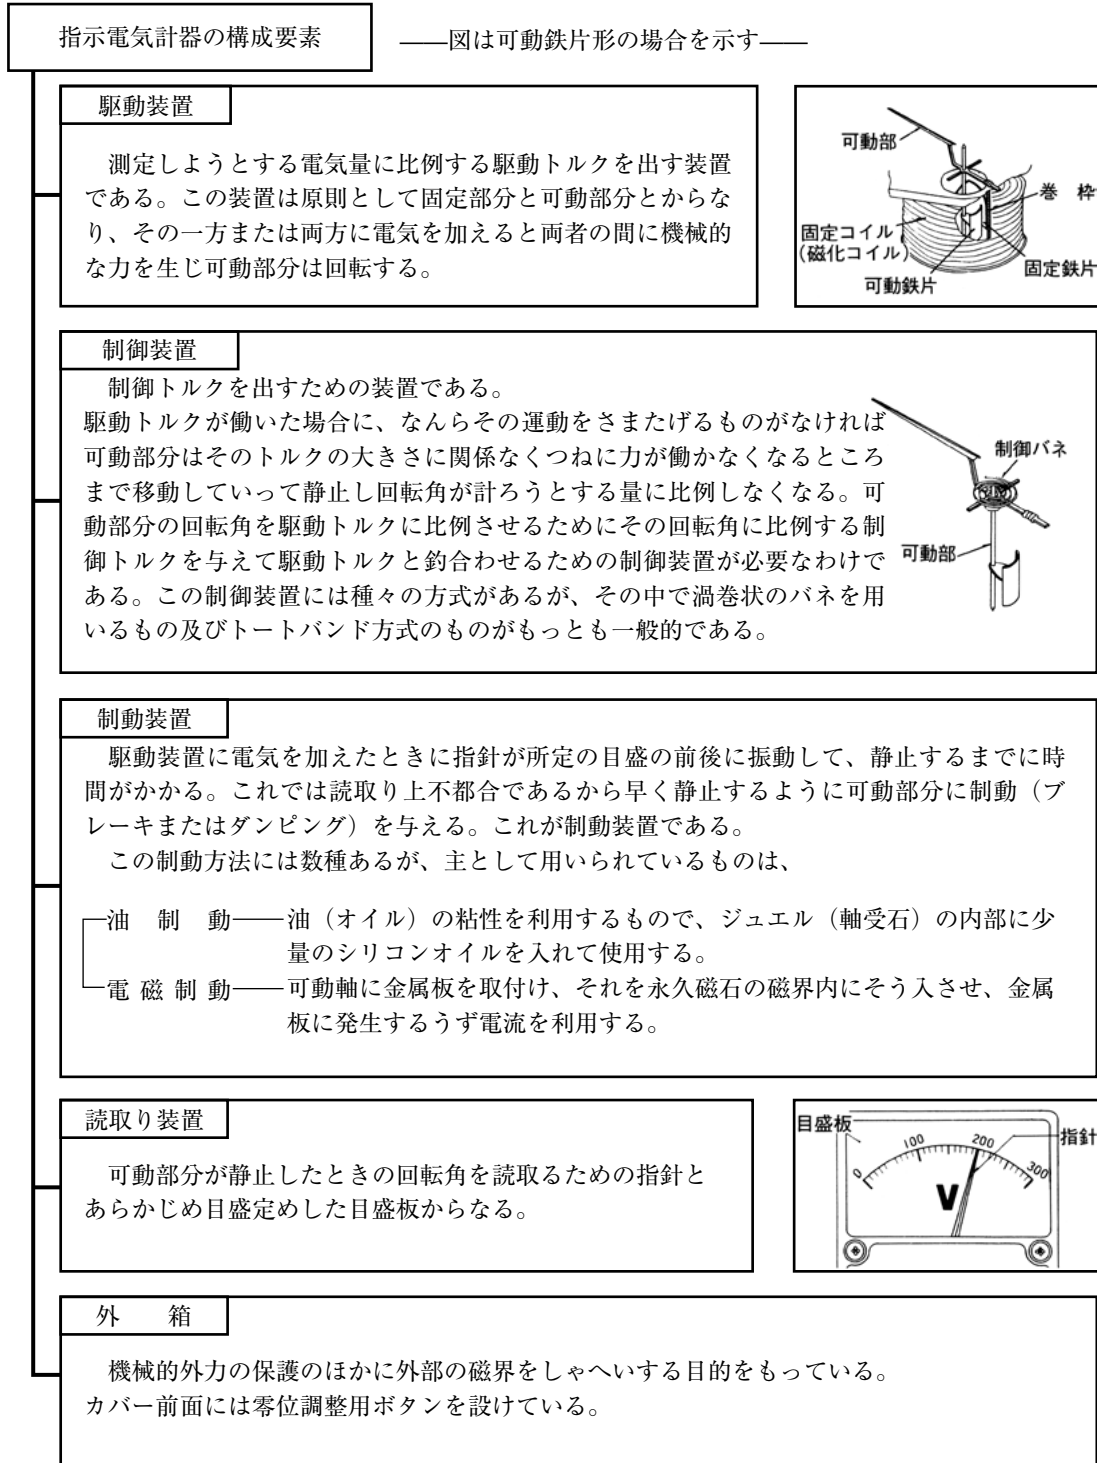 指示電気計器の構成要素
——図は可動鉄片形の場合を示す——
駆動装置
測定しようとする電気量に比例する駆動トルクを出す装置
である。この装置は原則として固定部分と可動部分とからな
り、その一方または両方に電気を加えると両者の間に機械的
な力を生じ可動部分は回転する。
可動部
巻 枠
固定コイル
(磁化コイル)
固定鉄片
可動鉄片
制御装置
制御トルクを出すための装置である。
駆動トルクが働いた場合に、なんらその運動をさまたげるものがなければ
可動部分はそのトルクの大きさに関係なくつねに力が働かなくなるところ
まで移動していって静止し回転角が計ろうとする量に比例しなくなる。可
動部分の回転角を駆動トルクに比例させるためにその回転角に比例する制
御トルクを与えて駆動トルクと釣合わせるための制御装置が必要なわけで
ある。この制御装置には種々の方式があるが、その中で渦巻状のバネを用
いるもの及びトートバンド方式のものがもっとも一般的である。
制御バネ
可動部
制動装置
駆動装置に電気を加えたときに指針が所定の目盛の前後に振動して、静止するまでに時
間がかかる。これでは読取り上不都合であるから早く静止するように可動部分に制動（ブ
レーキまたはダンピング）を与える。これが制動装置である。
この制動方法には数種あるが、主として用いられているものは、
油 制 動——油（オイル）の粘性を利用するもので、ジュエル（軸受石）の内部に少
量のシリコンオイルを入れて使用する。
電 磁 制 動——可動軸に金属板を取付け、それを永久磁石の磁界内にそう入させ、金属
板に発生するうず電流を利用する。
読取り装置
可動部分が静止したときの回転角を読取るための指針と
あらかじめ目盛定めした目盛板からなる。
目盛板
指針
0 100 200 300
V
外 箱
機械的外力の保護のほかに外部の磁界をしゃへいする目的をもっている。
カバー前面には零位調整用ボタンを設けている。